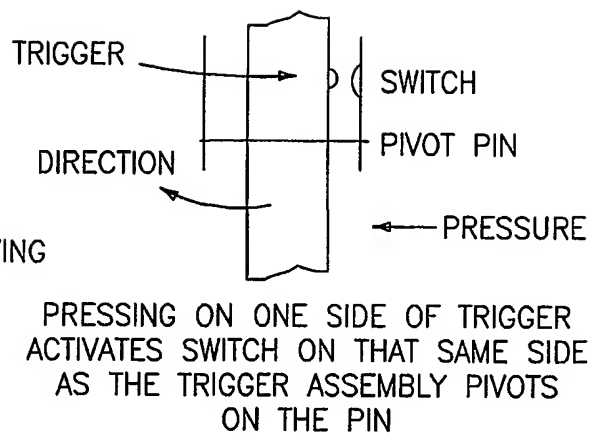 TRIGGER
SWITCH
PIVOT PIN
DIRECTION
PRESSURE
PRESSING ON ONE SIDE OF TRIGGER
ACTIVATES SWITCH ON THAT SAME SIDE
AS THE TRIGGER ASSEMBLY PIVOTS
ON THE PIN